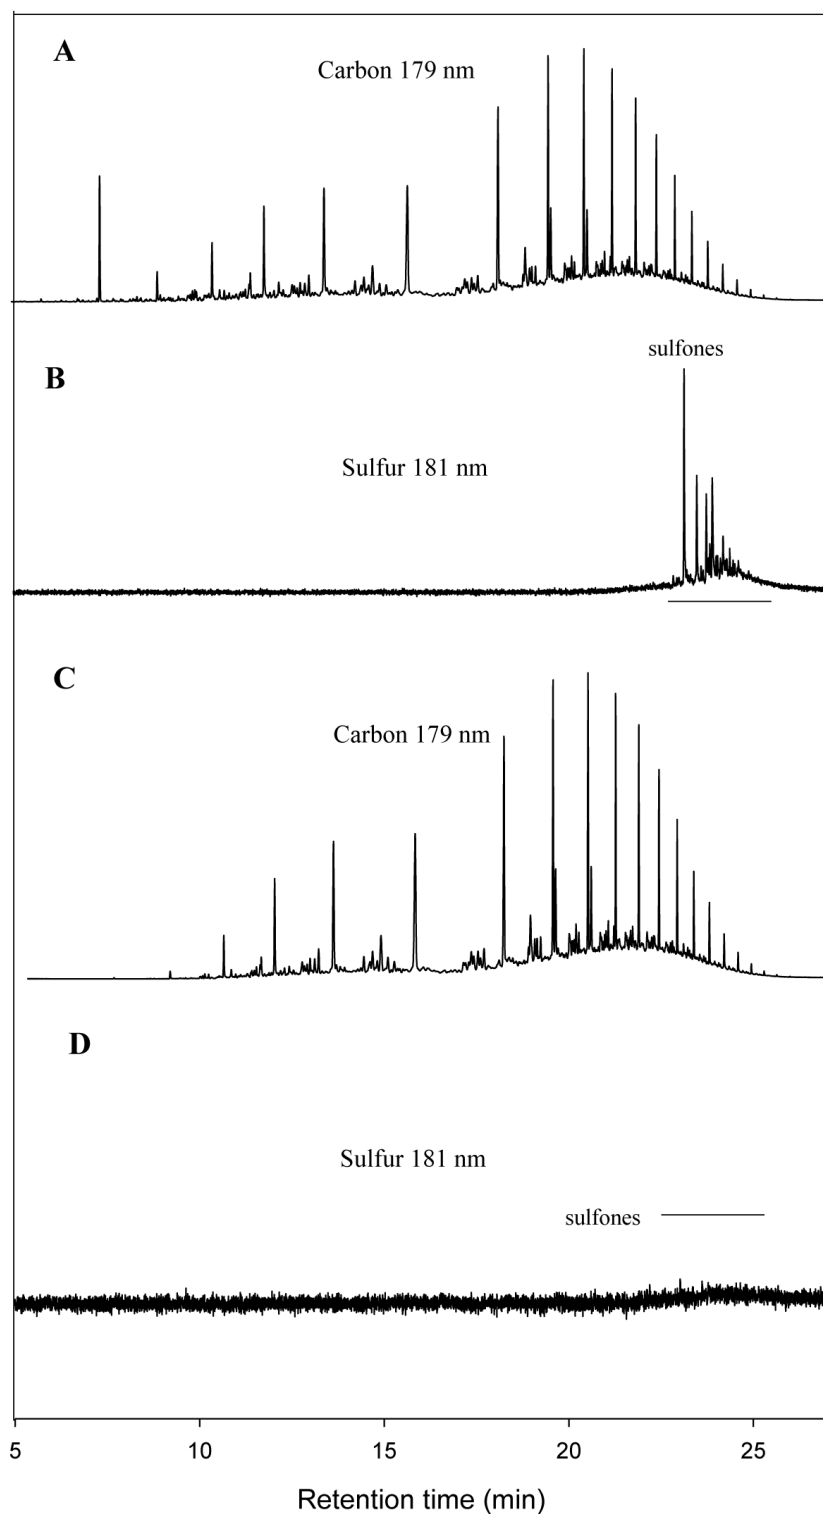 A
Carbon 179 nm
sulfones
B
Sulfur 181 nm
C
Carbon 179 nm
D
Sulfur 181 nm
sulfones
5 10 15 20 25
Retention time (min)